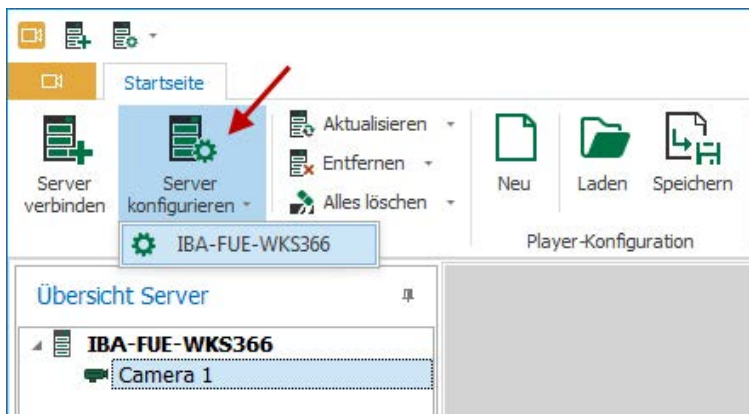 Startseite
Server
verbinden
Server
konfigurieren
Aktualisieren
Entfernen
Alles löschen
Neu
Laden
Speichern
Player-Konfiguration
IBA-FUE-WKS366
Übersicht Server
IBA-FUE-WKS366
Camera 1